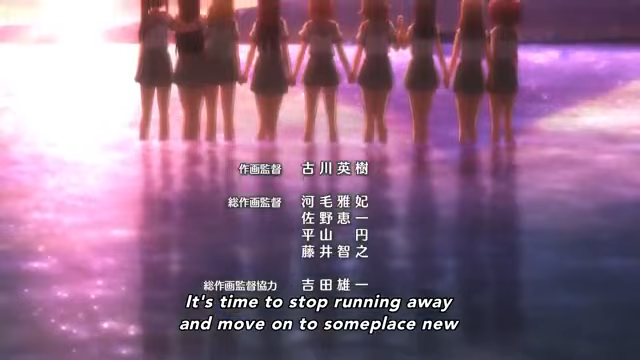 作画監督 古川英樹
総作画監督 河毛雅妃
佐野恵一
平山 円
藤井智之
総作画監督協力 吉田雄一
It's time to stop running away
and move on to someplace new